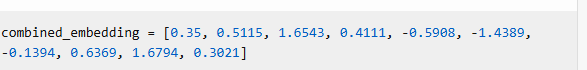 combined_embedding = [0.35, 0.5115, 1.6543, 0.4111, -0.5908, -1.4389,
-0.1394, 0.6369, 1.6794, 0.3021]